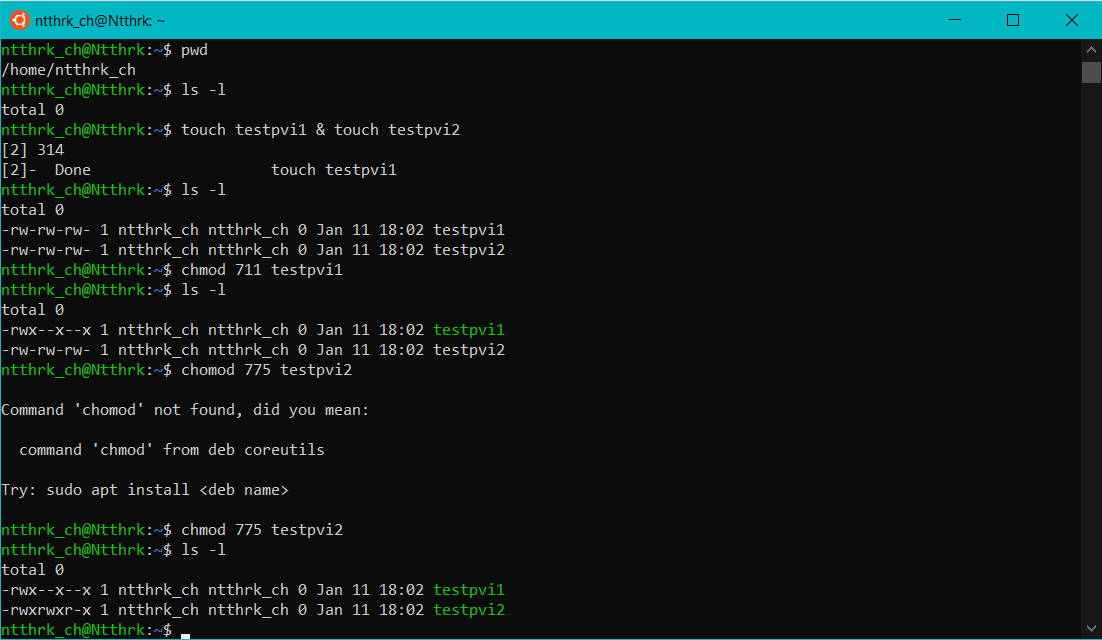 ntthrk_ch@Ntthrk: ~
ntthrk_ch@Ntthrk:~$ pwd
/home/ntthrk_ch
ntthrk_ch@Ntthrk:~$ ls -l
total 0
ntthrk_ch@Ntthrk:~$ touch testpvi1 & touch testpvi2
[2] 314
[2]-  Done                    touch testpvi1
ntthrk_ch@Ntthrk:~$ ls -l
total 0
-rw-rw-rw- 1 ntthrk_ch ntthrk_ch 0 Jan 11 18:02 testpvi1
-rw-rw-rw- 1 ntthrk_ch ntthrk_ch 0 Jan 11 18:02 testpvi2
ntthrk_ch@Ntthrk:~$ chmod 711 testpvi1
ntthrk_ch@Ntthrk:~$ ls -l
total 0
-rwx--x--x 1 ntthrk_ch ntthrk_ch 0 Jan 11 18:02 testpvi1
-rw-rw-rw- 1 ntthrk_ch ntthrk_ch 0 Jan 11 18:02 testpvi2
ntthrk_ch@Ntthrk:~$ chomod 775 testpvi2
Command 'chomod' not found, did you mean:
  command 'chmod' from deb coreutils
Try: sudo apt install <deb name>
ntthrk_ch@Ntthrk:~$ chmod 775 testpvi2
ntthrk_ch@Ntthrk:~$ ls -l
total 0
-rwx--x--x 1 ntthrk_ch ntthrk_ch 0 Jan 11 18:02 testpvi1
-rwxrwxr-x 1 ntthrk_ch ntthrk_ch 0 Jan 11 18:02 testpvi2
ntthrk_ch@Ntthrk:~$